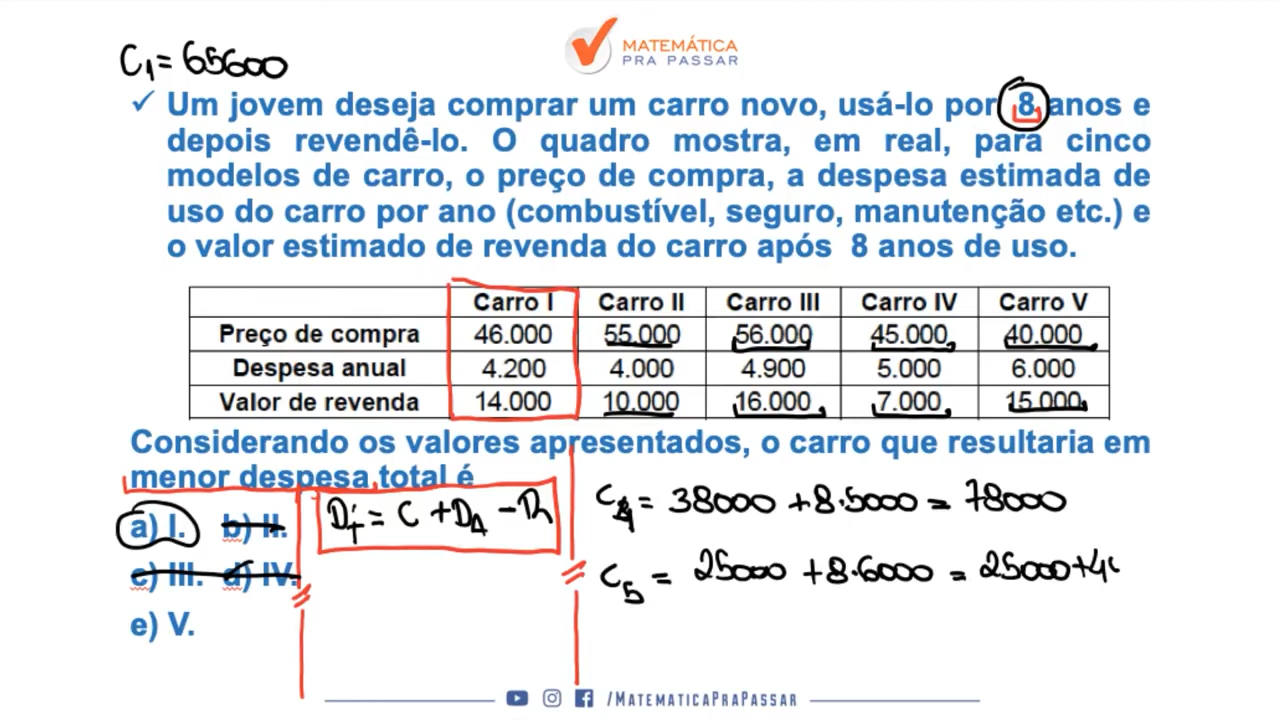 MATEMÁTICA
PRA PASSAR
C₁ = 65600
✓ Um jovem deseja comprar um carro novo, usá-lo por 8 anos e
depois revendê-lo. O quadro mostra, em real, para cinco
modelos de carro, o preço de compra, a despesa estimada de
uso do carro por ano (combustível, seguro, manutenção etc.) e
o valor estimado de revenda do carro após 8 anos de uso.
Carro I Carro II Carro III Carro IV Carro V
Preço de compra 46.000 55.000 56.000 45.000 40.000
Despesa anual 4.200 4.000 4.900 5.000 6.000
Valor de revenda 14.000 10.000 16.000 7.000 15.000
Considerando os valores apresentados, o carro que resultaria em
menor despesa total é
a) I. b) II.
c) III. d) IV.
e) V.
D_T = C + D_A - R
C₄ = 38000 + 8.5000 = 78000
C₅ = 25000 + 8.6000 = 25000 + 4
/MatematicaPraPassar